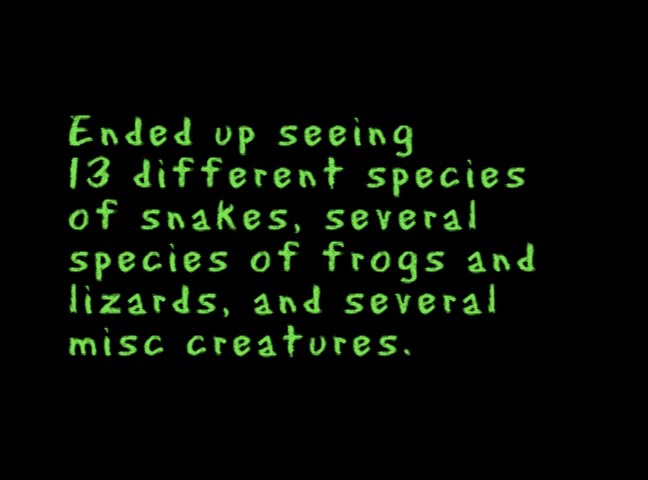 Ended up seeing
13 different species
of snakes, several
species of frogs and
lizards, and several
misc creatures.